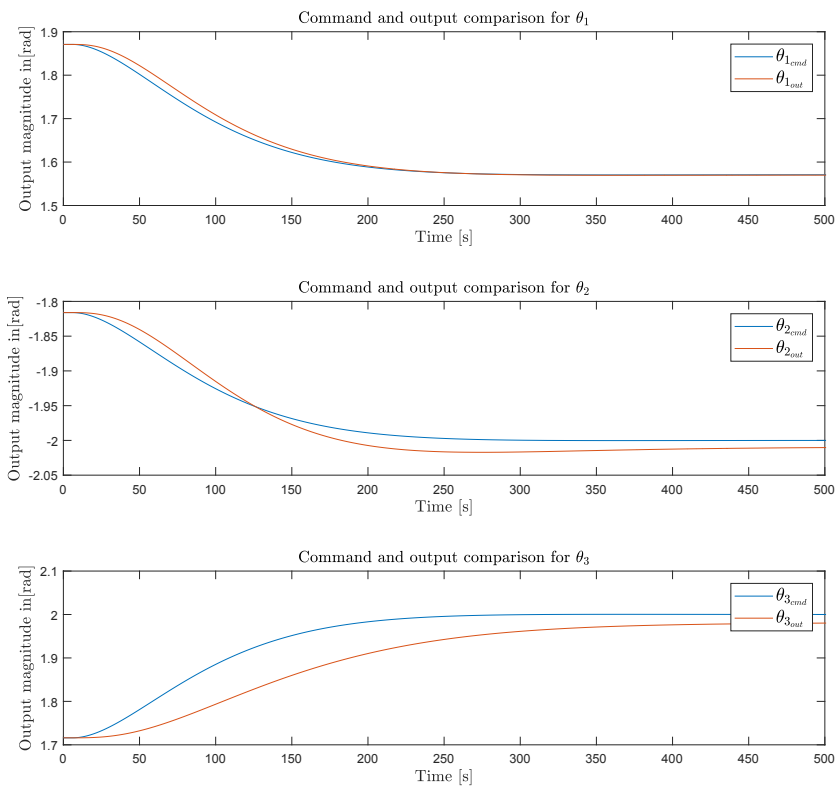 Command and output comparison for θ₁
1.9
1.8
1.7
1.6
1.5
Output magnitude in[rad]
θ₁cmd
θ₁out
0 50 100 150 200 250 300 350 400 450 500
Time [s]
Command and output comparison for θ₂
-1.8
-1.85
-1.9
-1.95
-2
-2.05
Output magnitude in[rad]
θ₂cmd
θ₂out
0 50 100 150 200 250 300 350 400 450 500
Time [s]
Command and output comparison for θ₃
2.1
2
1.9
1.8
1.7
Output magnitude in[rad]
θ₃cmd
θ₃out
0 50 100 150 200 250 300 350 400 450 500
Time [s]